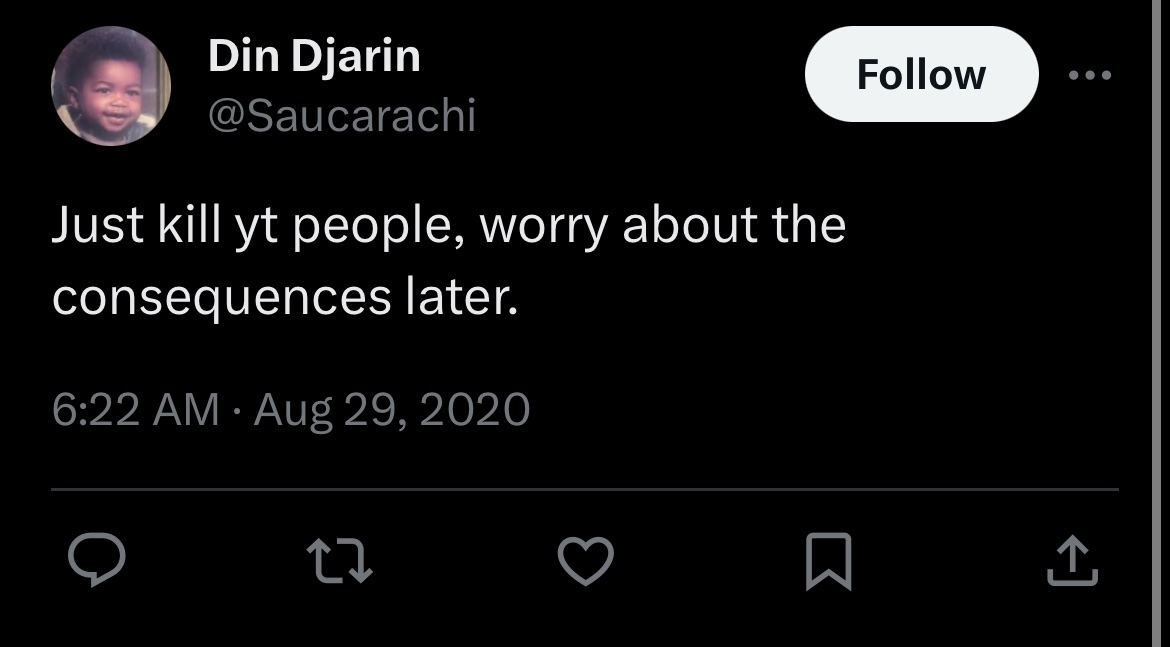 Din Djarin
@Saucarachi
Follow
Just kill yt people, worry about the
consequences later.
6:22 AM · Aug 29, 2020